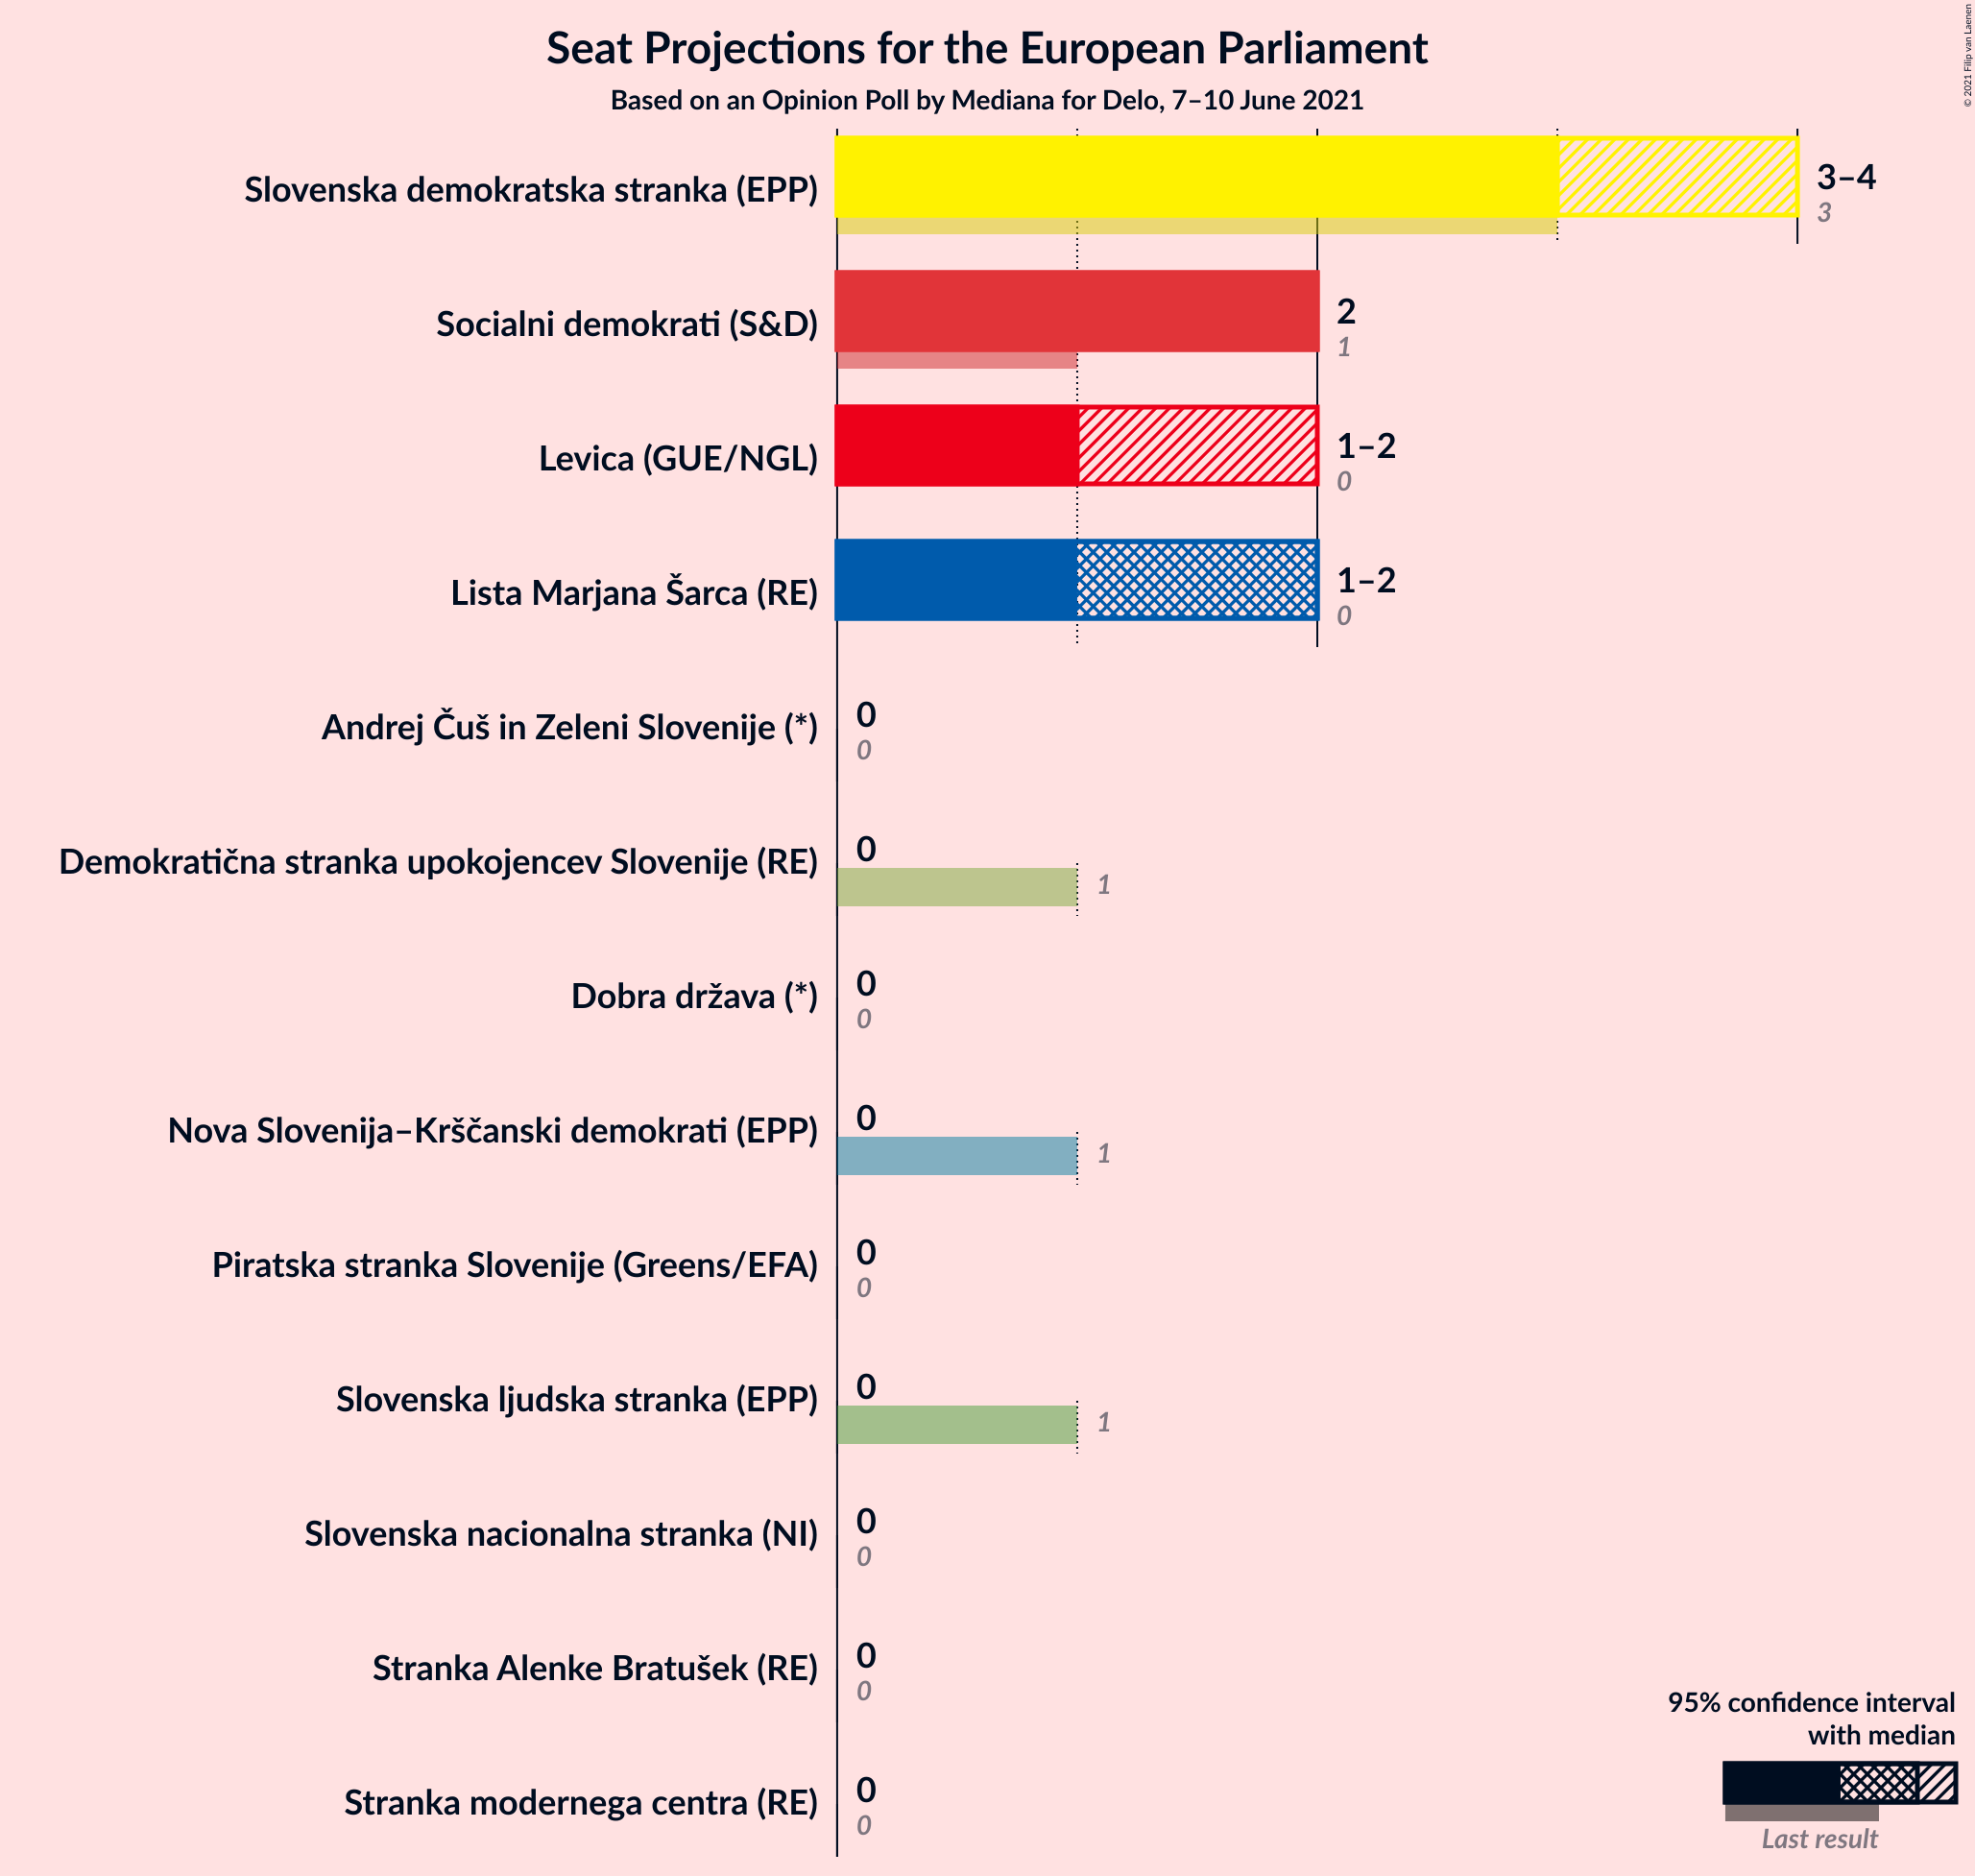 Seat Projections for the European Parliament
Based on an Opinion Poll by Mediana for Delo, 7–10 June 2021
© 2021 Filip van Laenen
Slovenska demokratska stranka (EPP)
3–4
3
Socialni demokrati (S&D)
2
1
Levica (GUE/NGL)
1–2
0
Lista Marjana Šarca (RE)
1–2
0
Andrej Čuš in Zeleni Slovenije (*)
0
0
Demokratična stranka upokojencev Slovenije (RE)
0
1
Dobra država (*)
0
0
Nova Slovenija–Krščanski demokrati (EPP)
0
1
Piratska stranka Slovenije (Greens/EFA)
0
0
Slovenska ljudska stranka (EPP)
0
1
Slovenska nacionalna stranka (NI)
0
0
Stranka Alenke Bratušek (RE)
0
0
Stranka modernega centra (RE)
0
0
95% confidence interval
with median
Last result